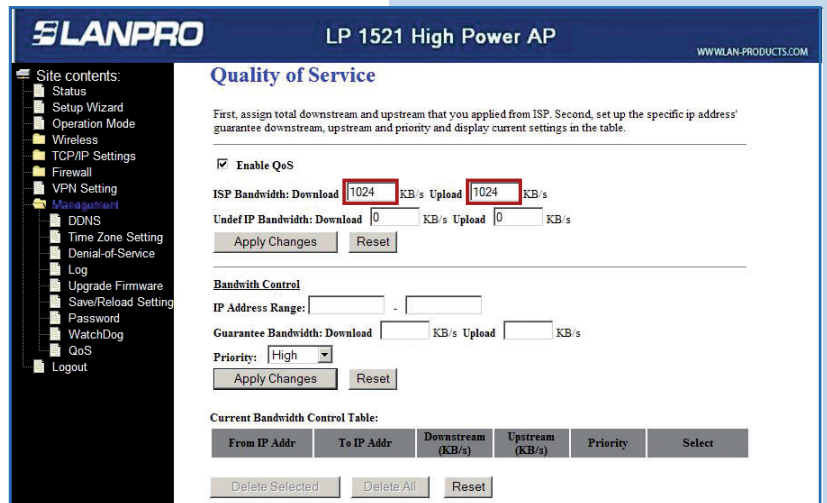 LANPRO
LP 1521 High Power AP
WWW.LAN-PRODUCTS.COM
Site contents:
Status
Setup Wizard
Operation Mode
Wireless
TCP/IP Settings
Firewall
VPN Setting
Management
DDNS
Time Zone Setting
Denial-of-Service
Log
Upgrade Firmware
Save/Reload Setting
Password
WatchDog
QoS
Logout
Quality of Service
First, assign total downstream and upstream that you applied from ISP. Second, set up the specific ip address'
guarantee downstream, upstream and priority and display current settings in the table.
Enable QoS
ISP Bandwidth: Download 1024 KB/s Upload 1024 KB/s
Undef IP Bandwidth: Download 0 KB/s Upload 0 KB/s
Apply Changes Reset
Bandwith Control
IP Address Range: -
Guarantee Bandwidth: Download KB/s Upload KB/s
Priority: High
Apply Changes Reset
Current Bandwidth Control Table:
From IP Addr To IP Addr Downstream (KB/s) Upstream (KB/s) Priority Select
Delete Selected Delete All Reset